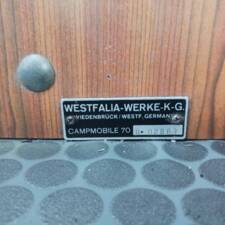 WESTFALIA-WERKE-K-G.
WIEDENBRÜCK/WESTF. GERMANY
CAMPMOBILE 70